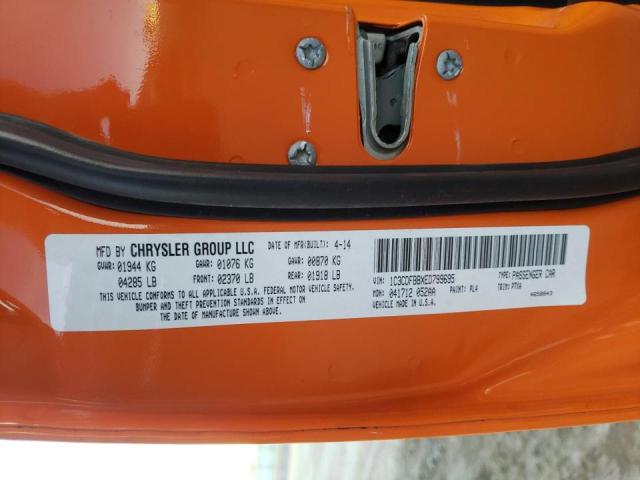 MFD BY CHRYSLER GROUP LLC DATE OF MFR(BUILT): 4-14
GVWR: 01944 KG GAWR: 01076 KG GAWR: 00870 KG
04285 LB FRONT: 02370 LB REAR: 01918 LB
THIS VEHICLE CONFORMS TO ALL APPLICABLE U.S.A. FEDERAL MOTOR VEHICLE SAFETY,
BUMPER AND THEFT PREVENTION STANDARDS IN EFFECT ON
THE DATE OF MANUFACTURE SHOWN ABOVE.
VIN: 1C3CDFBBXED799695 TYPE: PASSENGER CAR
MDH: 041712 052AA PAINT: PL4 TRIM: PTX8
MADE IN U.S.A.